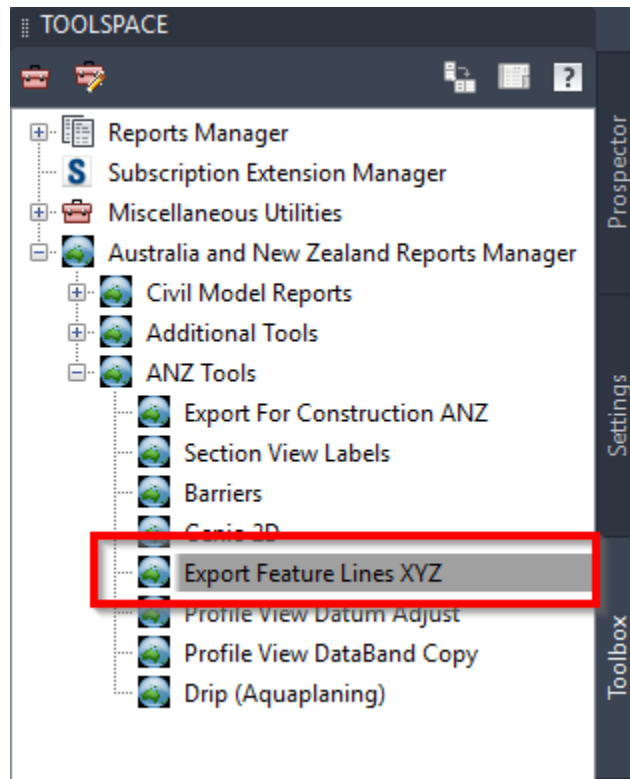 TOOLSPACE
?
Reports Manager
S Subscription Extension Manager
Miscellaneous Utilities
Australia and New Zealand Reports Manager
Civil Model Reports
Additional Tools
ANZ Tools
Export For Construction ANZ
Section View Labels
Barriers
Genio 2D
Export Feature Lines XYZ
Profile View Datum Adjust
Profile View DataBand Copy
Drip (Aquaplaning)
Prospector
Settings
Toolbox